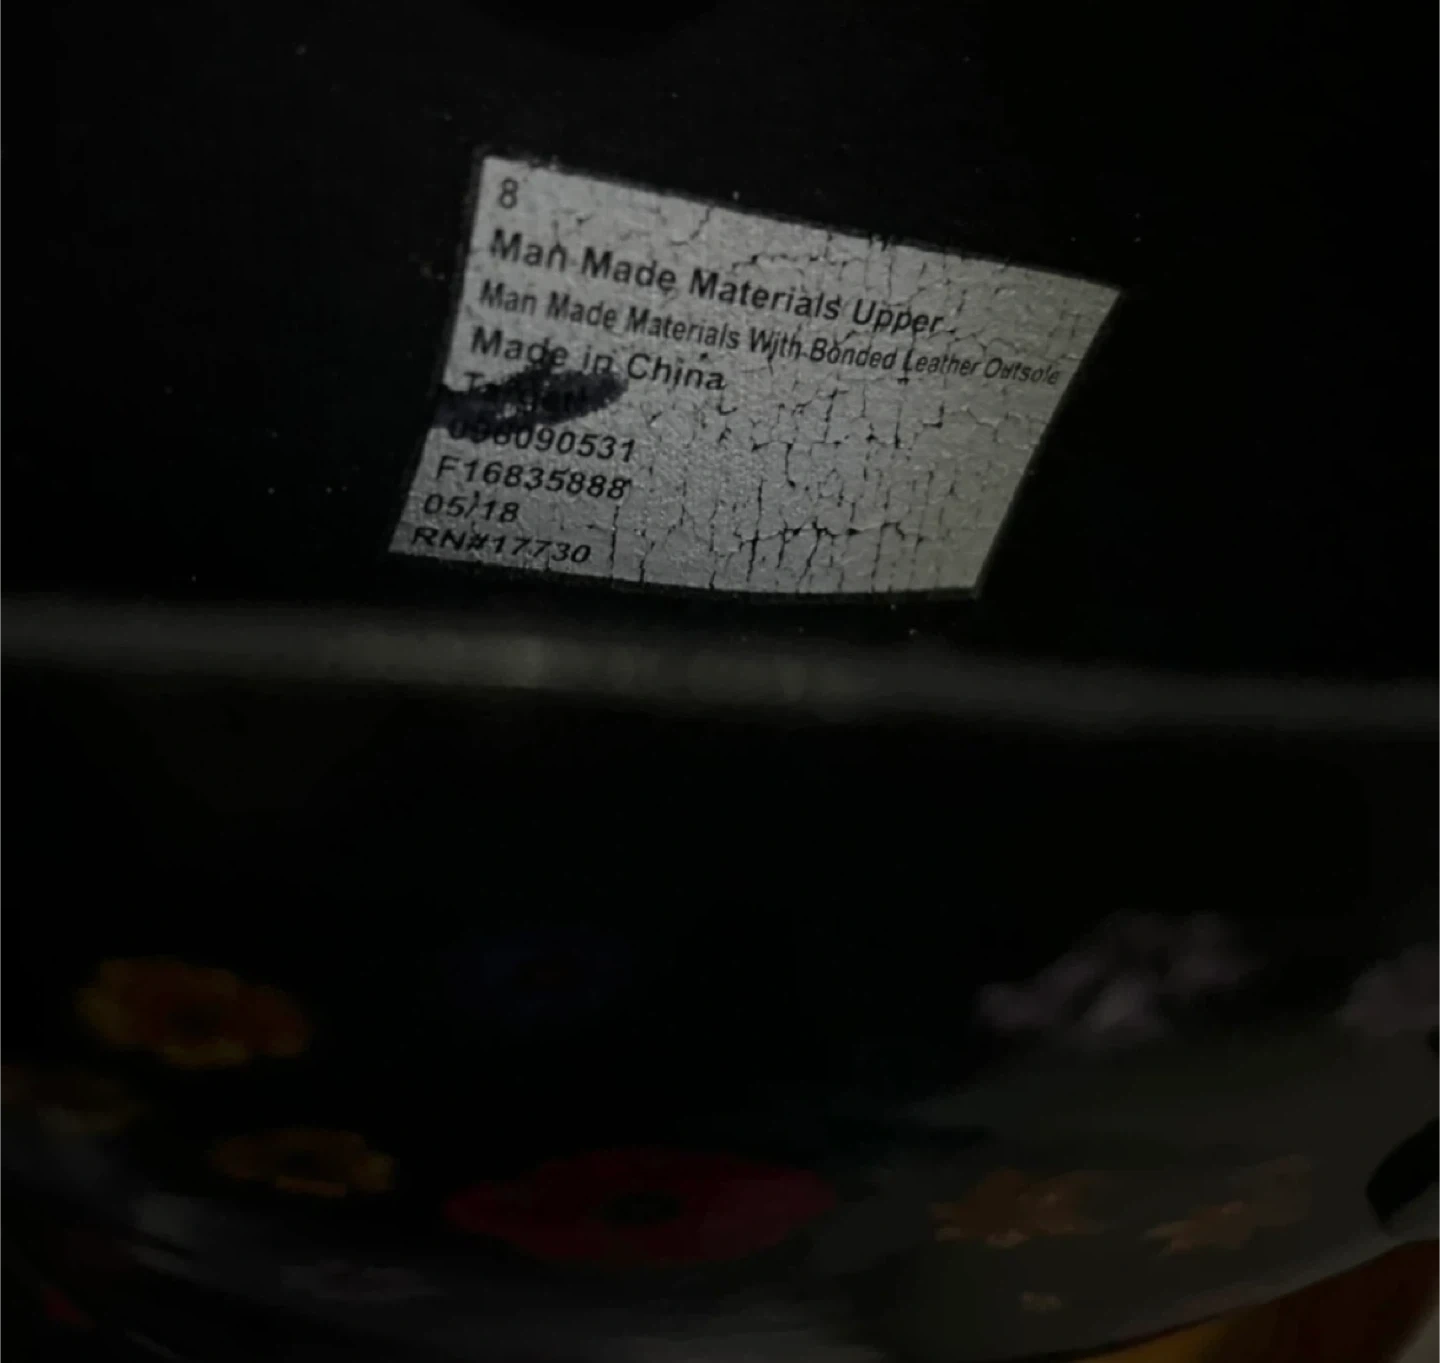 8
Man Made Materials Upper
Man Made Materials With Bonded Leather Outsole
Made in China
F16835888
05/18
RN#17730